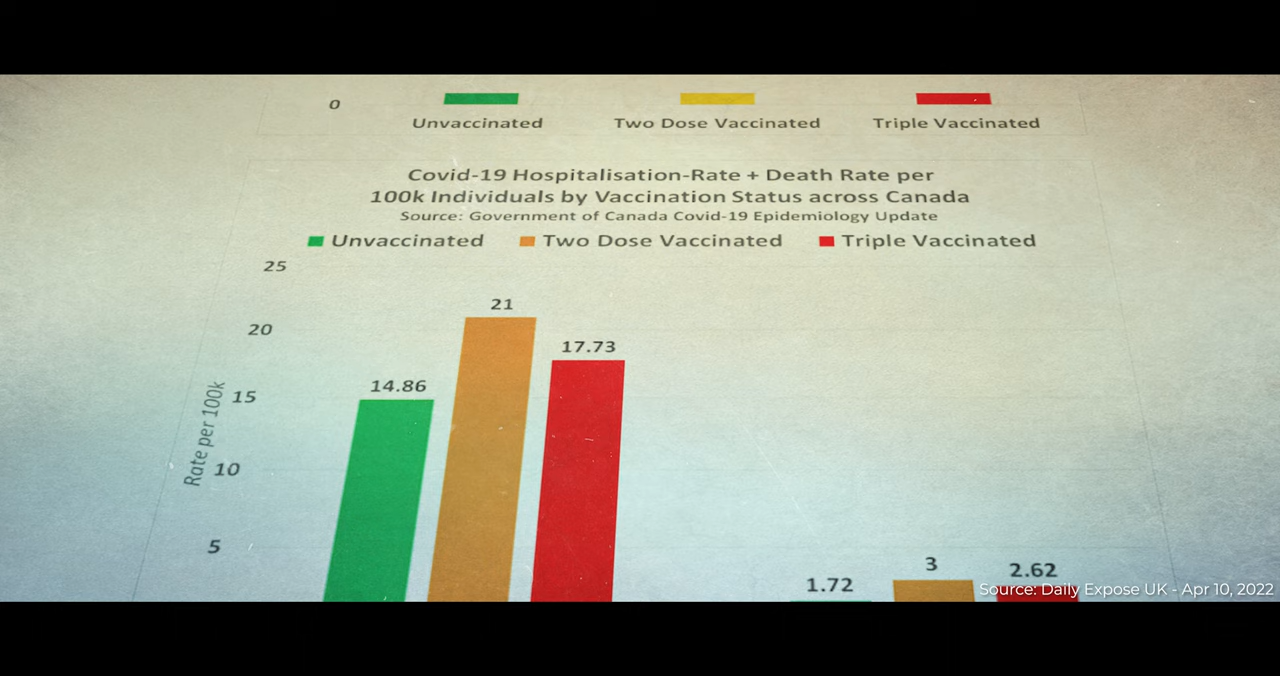 0
Unvaccinated Two Dose Vaccinated Triple Vaccinated
Covid-19 Hospitalisation-Rate + Death Rate per
100k Individuals by Vaccination Status across Canada
Source: Government of Canada Covid-19 Epidemiology Update
Unvaccinated Two Dose Vaccinated Triple Vaccinated
25
21
20
17.73
14.86
15
Rate per 100k
10
5
3
2.62
1.72
Source: Daily Expose UK - Apr 10, 2022